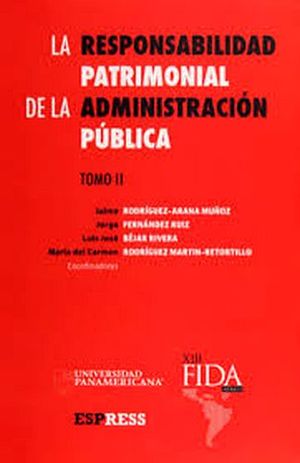 LA RESPONSABILIDAD
PATRIMONIAL
DE LA ADMINISTRACIÓN
PÚBLICA
TOMO II
Jaime RODRÍGUEZ-ARANA MUÑOZ
Jorge FERNÁNDEZ RUIZ
Luis José BÉJAR RIVERA
María del Carmen RODRÍGUEZ MARTIN-RETORTILLO
Coordinadores
UNIVERSIDAD
PANAMERICANA
XIII
FIDA
ESPRESS